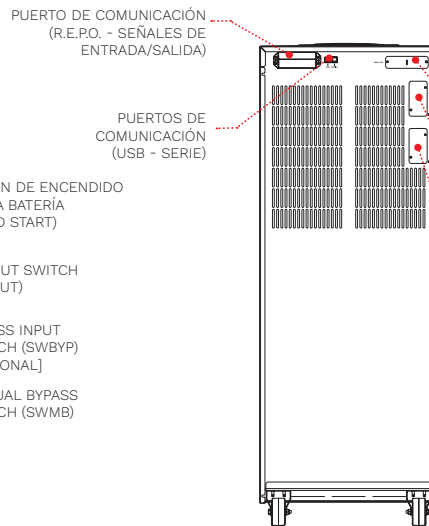 PUERTO DE COMUNICACIÓN
(R.E.P.O. - SEÑALES DE
ENTRADA/SALIDA)
PUERTOS DE
COMUNICACIÓN
(USB - SERIE)
N DE ENCENDIDO
A BATERÍA
D START)
UT SWITCH
UT)
SS INPUT
CH (SWBYP)
ONAL]
UAL BYPASS
CH (SWMB)